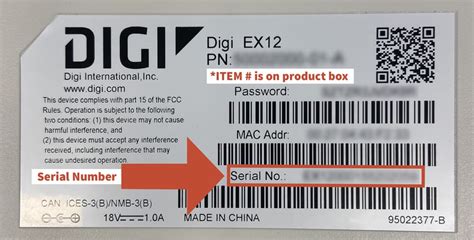 DIGI
Digi International, Inc.
www.digi.com
This device complies with part 15 of the FCC
Rules. Operation is subject to the following
two conditions: (1) this device may not cause
harmful interference, and
(2) this device must accept any interference
received, including interference that may
cause undesired operation.
Serial Number
CAN ICES-3(B)/NMB-3(B)
18V 1.0A
Digi EX12
PN:
*ITEM # is on product box
Password:
MAC Addr:
Serial No.:
MADE IN CHINA
95022377-B